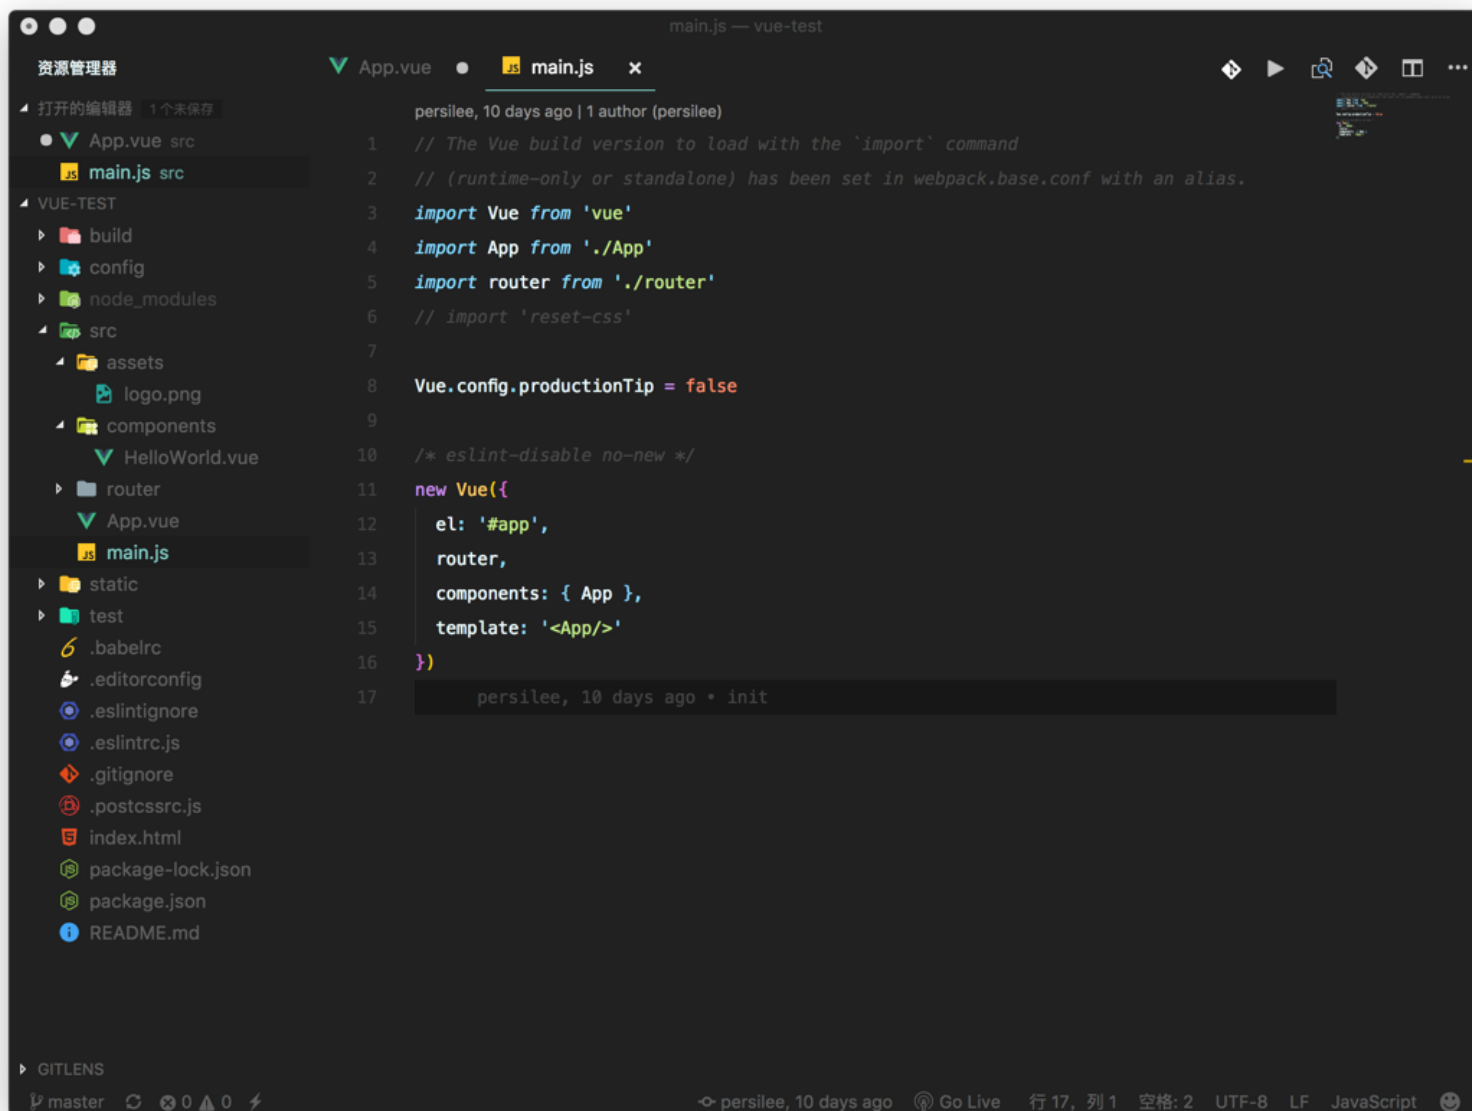 main.js — vue-test
资源管理器
App.vue
main.js
打开的编辑器 1 个未保存
App.vue src
main.js src
VUE-TEST
build
config
node_modules
src
assets
logo.png
components
HelloWorld.vue
router
App.vue
main.js
static
test
.babelrc
.editorconfig
.eslintignore
.eslintrc.js
.gitignore
.postcssrc.js
index.html
package-lock.json
package.json
README.md
GITLENS
persilee, 10 days ago | 1 author (persilee)
1 // The Vue build version to load with the `import` command
2 // (runtime-only or standalone) has been set in webpack.base.conf with an alias.
3 import Vue from 'vue'
4 import App from './App'
5 import router from './router'
6 // import 'reset-css'
7
8 Vue.config.productionTip = false
9
10 /* eslint-disable no-new */
11 new Vue({
12 el: '#app',
13 router,
14 components: { App },
15 template: '<App/>'
16 })
17 persilee, 10 days ago • init
master 0 0 persilee, 10 days ago Go Live 行 17，列 1 空格: 2 UTF-8 LF JavaScript